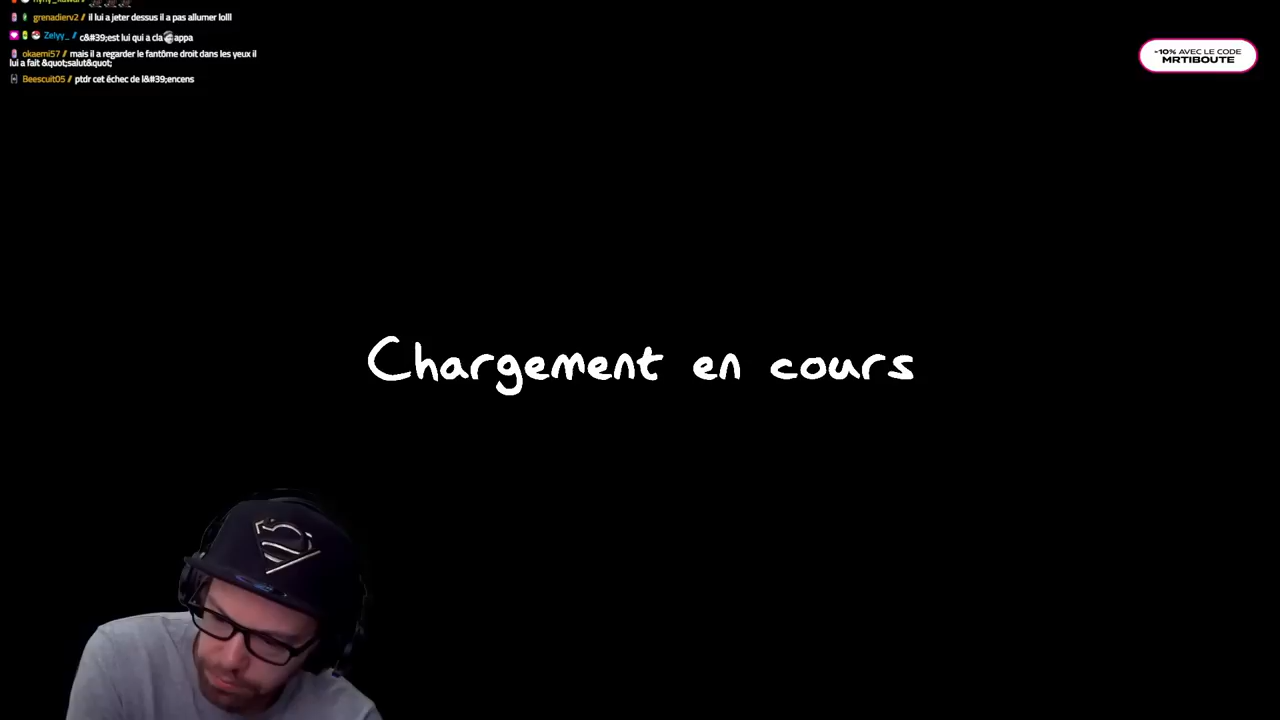 grenadierv2 // il lui a jeter dessus il a pas allumer lolll
Zelyy_ // c&#39;est lui qui a cla appa
okaemi57 // mais il a regarder le fantôme droit dans les yeux il
lui a fait &quot;salut&quot;
Beescuit05 // ptdr cet échec de l&#39;encens
-10% AVEC LE CODE
MRTIBOUTE
Chargement en cours